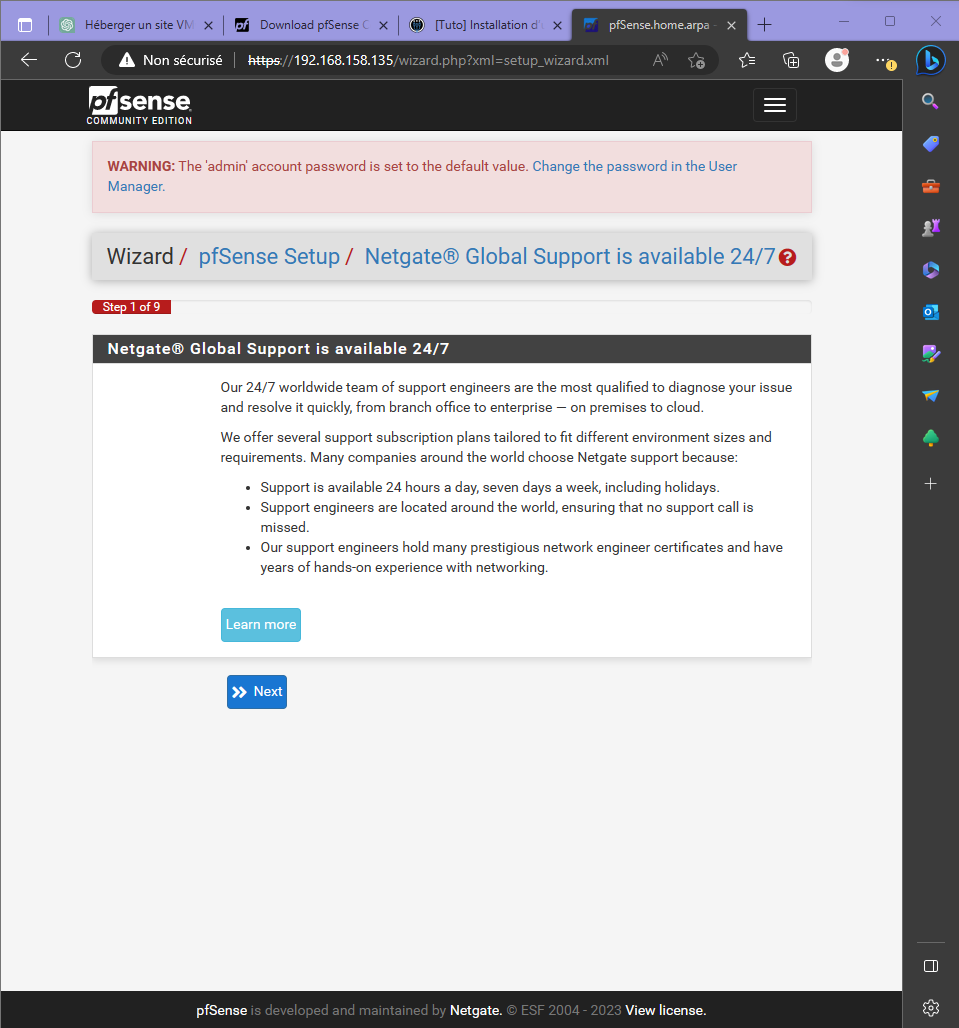 Héberger un site VM
Download pfSense C
[Tuto] Installation d'u
pfSense.home.arpa -
Non sécurisé
https://192.168.158.135/wizard.php?xml=setup_wizard.xml
pfsense
COMMUNITY EDITION
WARNING: The 'admin' account password is set to the default value. Change the password in the User
Manager.
Wizard / pfSense Setup / Netgate® Global Support is available 24/7
Step 1 of 9
Netgate® Global Support is available 24/7
Our 24/7 worldwide team of support engineers are the most qualified to diagnose your issue
and resolve it quickly, from branch office to enterprise — on premises to cloud.
We offer several support subscription plans tailored to fit different environment sizes and
requirements. Many companies around the world choose Netgate support because:
• Support is available 24 hours a day, seven days a week, including holidays.
• Support engineers are located around the world, ensuring that no support call is
missed.
• Our support engineers hold many prestigious network engineer certificates and have
years of hands-on experience with networking.
Learn more
Next
pfSense is developed and maintained by Netgate. © ESF 2004 - 2023 View license.